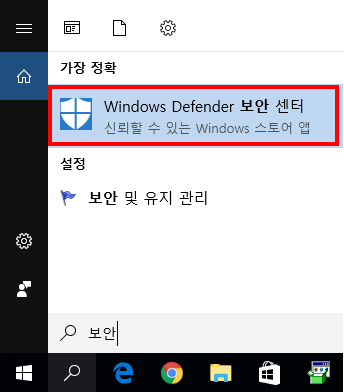 가장 정확
Windows Defender 보안 센터
신뢰할 수 있는 Windows 스토어 앱
설정
보안 및 유지 관리
보안